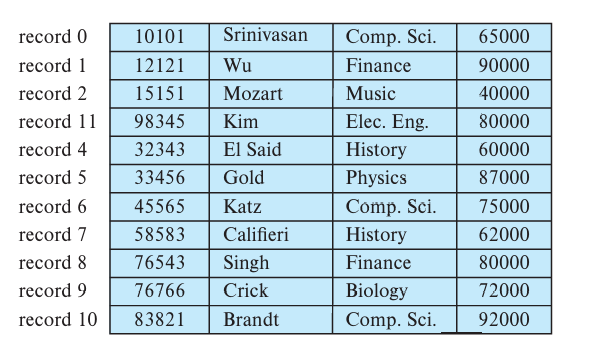 record 0 10101 Srinivasan Comp. Sci. 65000
record 1 12121 Wu Finance 90000
record 2 15151 Mozart Music 40000
record 11 98345 Kim Elec. Eng. 80000
record 4 32343 El Said History 60000
record 5 33456 Gold Physics 87000
record 6 45565 Katz Comp. Sci. 75000
record 7 58583 Califieri History 62000
record 8 76543 Singh Finance 80000
record 9 76766 Crick Biology 72000
record 10 83821 Brandt Comp. Sci. 92000